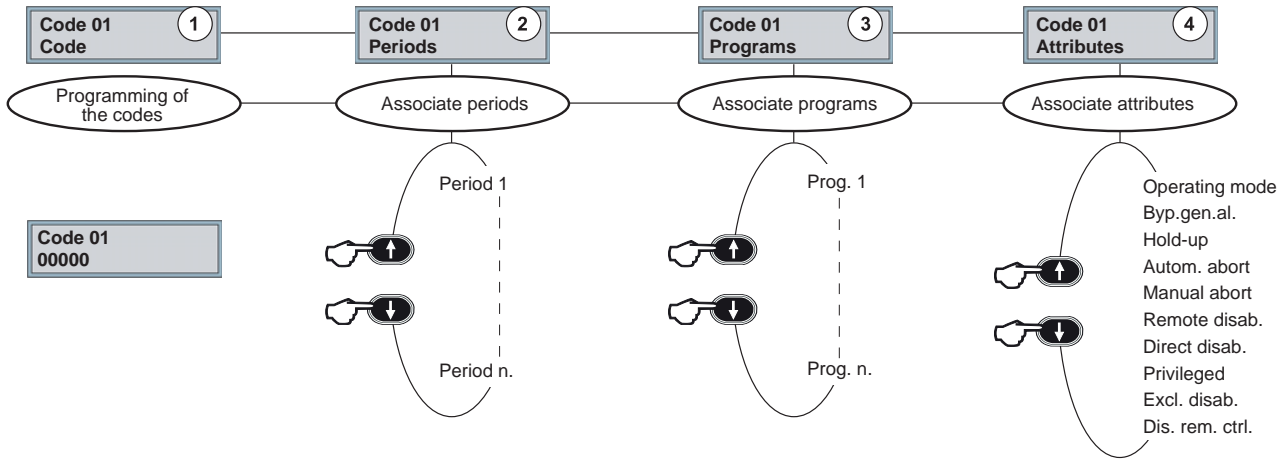 Code 01
Code
1
Code 01
Periods
2
Code 01
Programs
3
Code 01
Attributes
4
Programming of
the codes
Associate periods
Associate programs
Associate attributes
Code 01
00000
Period 1
Period n.
Prog. 1
Prog. n.
Operating mode
Byp.gen.al.
Hold-up
Autom. abort
Manual abort
Remote disab.
Direct disab.
Privileged
Excl. disab.
Dis. rem. ctrl.